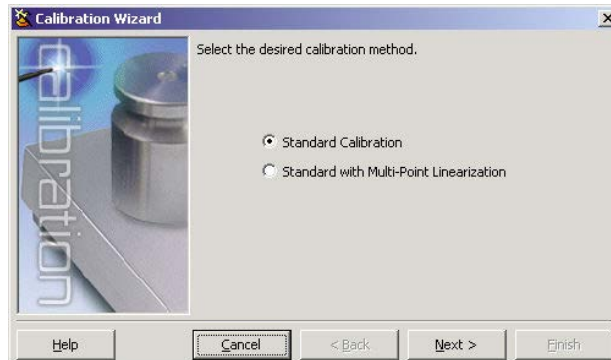 Calibration Wizard
Select the desired calibration method.
calibration
Standard Calibration
Standard with Multi-Point Linearization
Help
Cancel
< Back
Next >
Finish